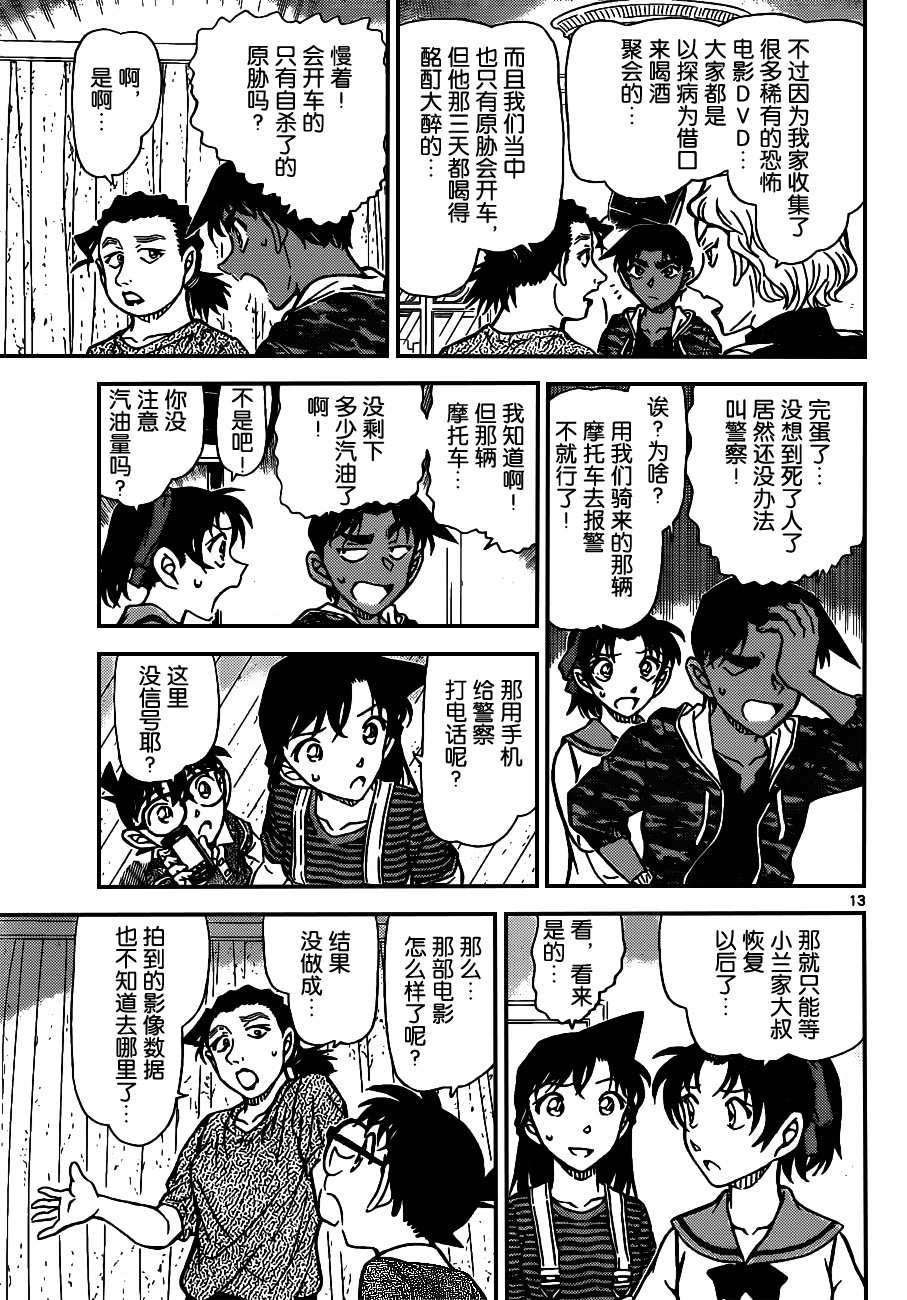 不过因为我家收集了
很多稀有的恐怖
电影DVD…
大家都是
以探病为借口
来喝酒
聚会的…
而且我们当中
也只有原胁会开车，
但他那三天都喝得
酩酊大醉的…
慢着！
会开车的
只有自杀了的
原胁吗？
啊，
是啊…
完蛋了…
没想到死了人了
居然还没办法
叫警察！
诶？为啥？
用我们骑来的那辆
摩托车去报警
不就行了！
我知道啊！
但那辆
摩托车…
没剩下
多少汽油了
啊！
不是吧！
你没
注意
汽油量吗？
那用手机
给警察
打电话呢？
这里
没信号耶？
13
那就只能等
小兰家大叔
恢复
以后了…
看，看来
是的…
那么…
那部电影
怎么样了呢？
结果
没做成…
拍到的影像数据
也不知道去哪里了…